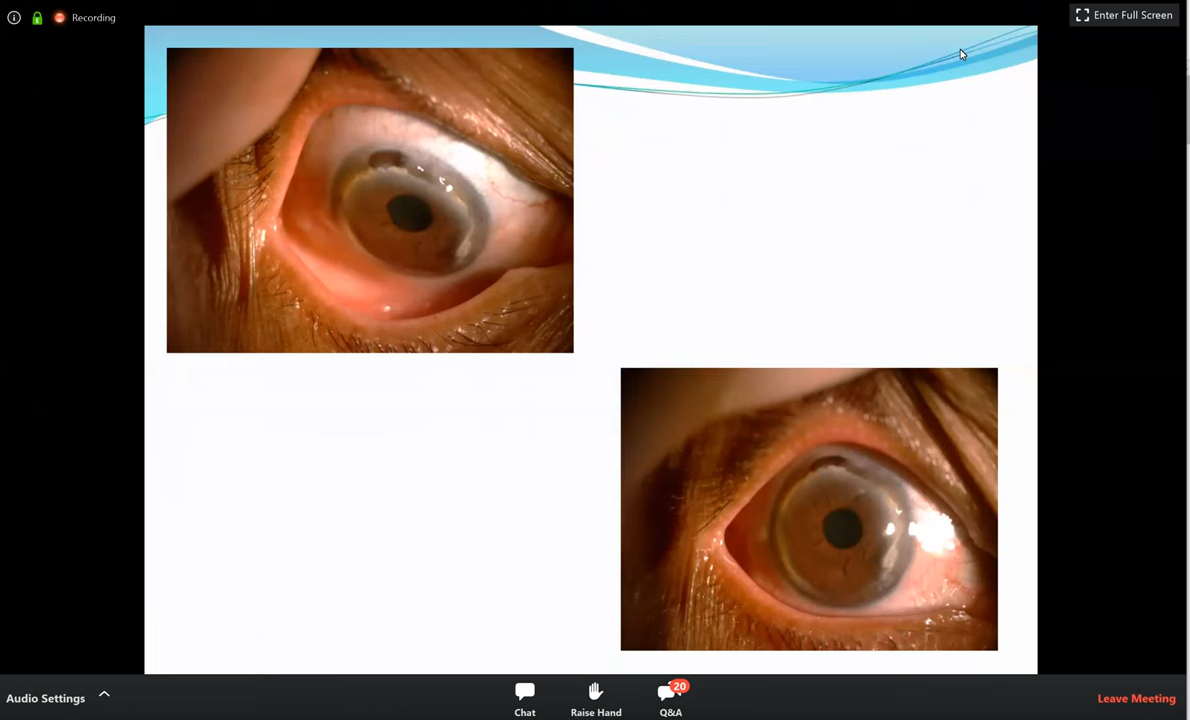 Recording
Enter Full Screen
20
Audio Settings
Chat
Raise Hand
Q&A
Leave Meeting